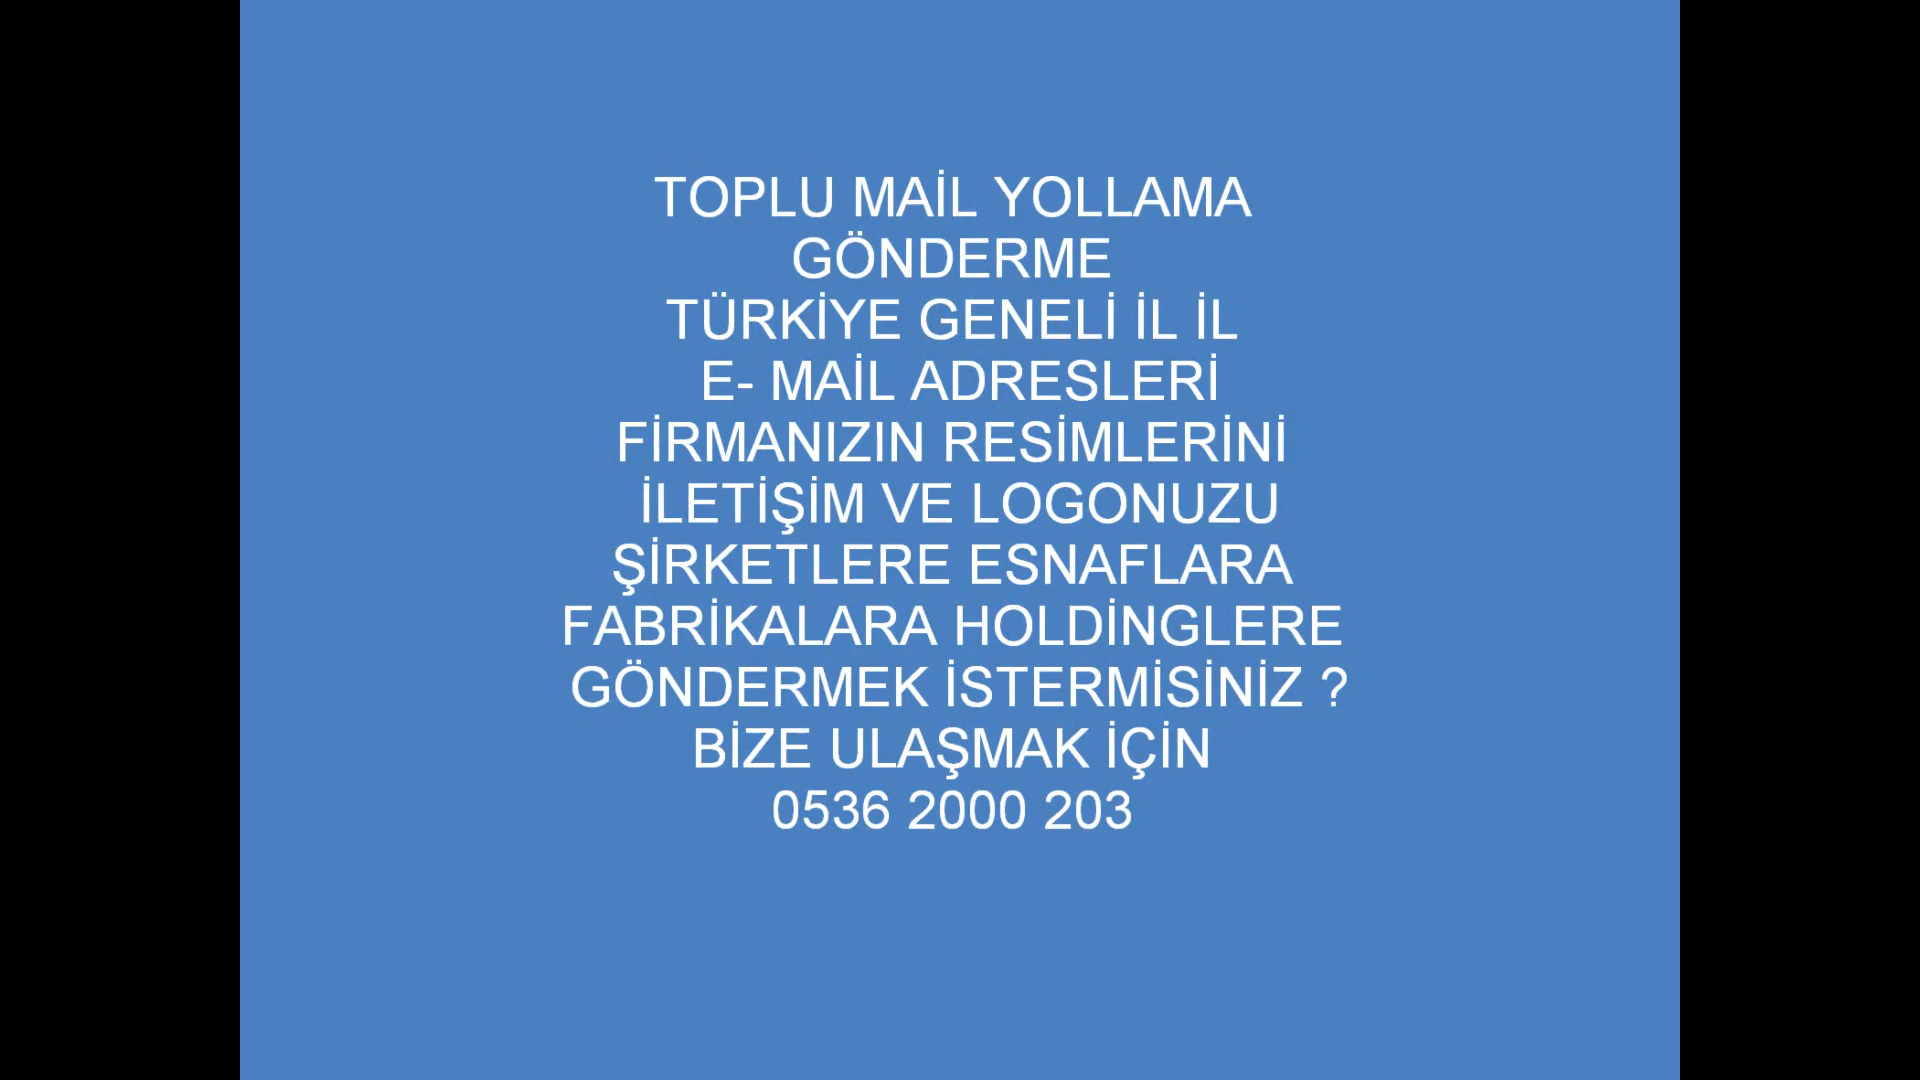 TOPLU MAİL YOLLAMA
GÖNDERME
TÜRKİYE GENELİ İL İL
E- MAİL ADRESLERİ
FİRMANIZIN RESİMLERİNİ
İLETİŞİM VE LOGONUZU
ŞİRKETLERE ESNAFLARA
FABRİKALARA HOLDİNGLERE
GÖNDERMEK İSTERMİSİNİZ ?
BİZE ULAŞMAK İÇİN
0536 2000 203